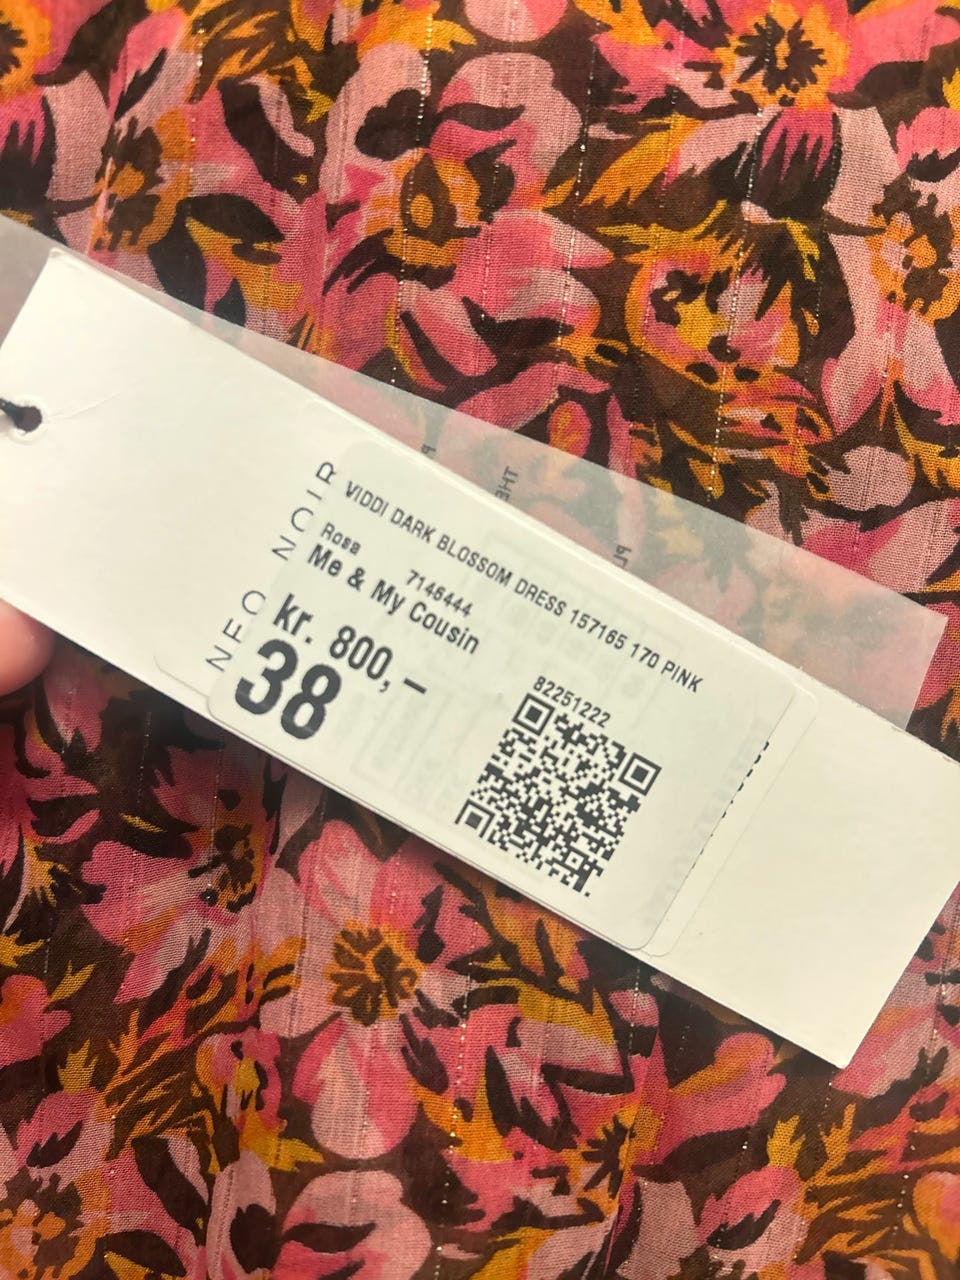 NEO NOIR
VIDDI DARK BLOSSOM DRESS 157165 170 PINK
Rosa 7146444
Me & My Cousin
kr. 800,–
38
82251222